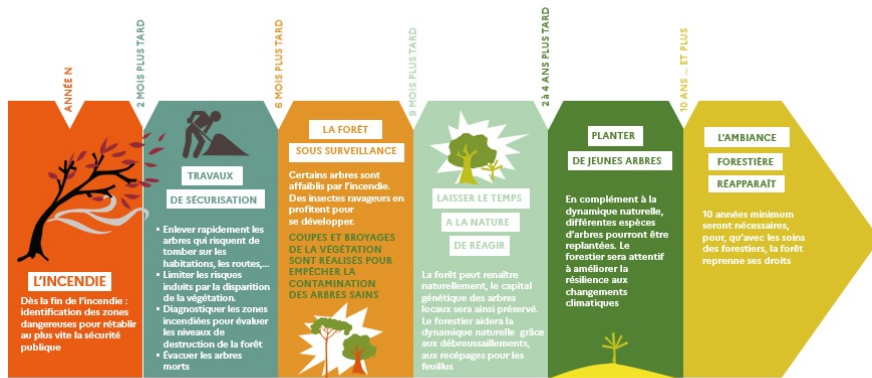 ANNÉE N
2 MOIS PLUS TARD
6 MOIS PLUS TARD
9 MOIS PLUS TARD
2 à 4 ANS PLUS TARD
10 ANS ... ET PLUS
L'INCENDIE
Dès la fin de l'incendie :
identification des zones
dangereuses pour rétablir
au plus vite la sécurité
publique
TRAVAUX
DE SÉCURISATION
• Enlever rapidement les
arbres qui risquent de
tomber sur les
habitations, les routes,...
• Limiter les risques
induits par la disparition
de la végétation.
• Diagnostiquer les zones
incendiées pour évaluer
les niveaux de
destruction de la forêt
• Évacuer les arbres
morts
LA FORÊT
SOUS SURVEILLANCE
Certains arbres sont
affaiblis par l'incendie.
Des insectes ravageurs en
profitent pour
se développer.
COUPES ET BROYAGES
DE LA VÉGÉTATION
SONT RÉALISÉS POUR
EMPÊCHER LA
CONTAMINATION
DES ARBRES SAINS
LAISSER LE TEMPS
A LA NATURE
DE RÉAGIR
La forêt peut renaître
naturellement, le capital
génétique des arbres
locaux sera ainsi préservé.
Le forestier aidera la
dynamique naturelle grâce
aux débroussaillements,
aux recépages pour les
feuillus
PLANTER
DE JEUNES ARBRES
En complément à la
dynamique naturelle,
différentes espèces
d'arbres pourront être
replantées. Le
forestier sera attentif
à améliorer la
résilience aux
changements
climatiques
L'AMBIANCE
FORESTIÈRE
RÉAPPARAÎT
10 années minimum
seront nécessaires,
pour, qu'avec les soins
des forestiers, la forêt
reprenne ses droits